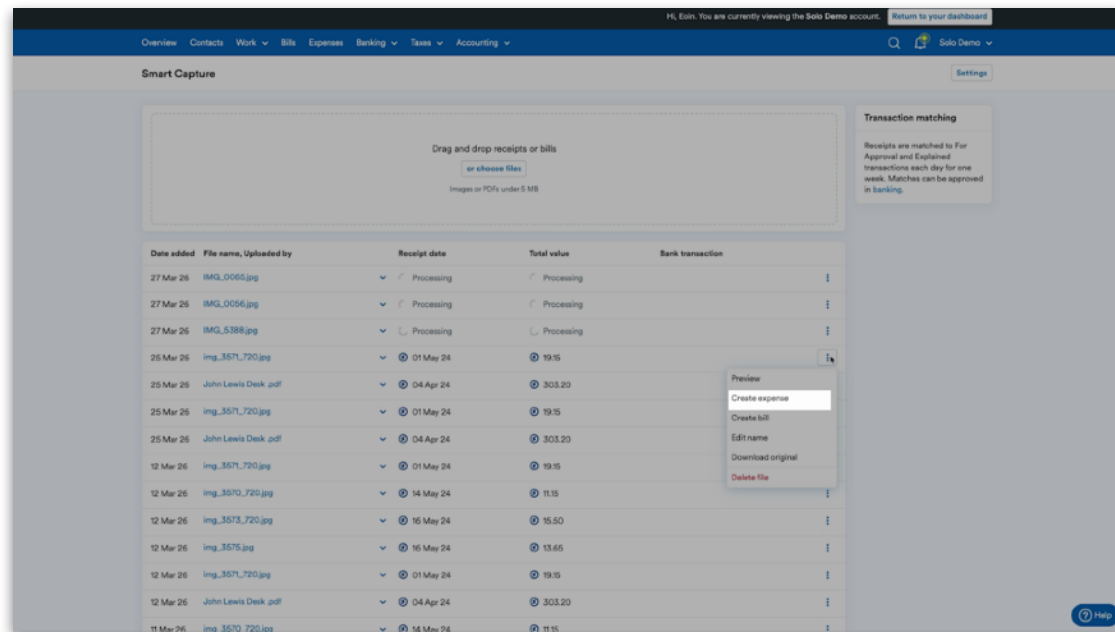 Hi, Eoin. You are currently viewing the Solo Demo account. Return to your dashboard
Overview Contacts Work Bills Expenses Banking Taxes Accounting Solo Demo
Smart Capture Settings
Drag and drop receipts or bills
or choose files
Images or PDFs under 5 MB
Transaction matching
Receipts are matched to For
Approval and Explained
transactions each day for one
week. Matches can be approved
in banking.
Date added File name, Uploaded by Receipt date Total value Bank transaction
27 Mar 26 IMG_0065.jpg Processing Processing
27 Mar 26 IMG_0056.jpg Processing Processing
27 Mar 26 IMG_5388.jpg Processing Processing
25 Mar 26 img_3571_720.jpg 01 May 24 19.15
25 Mar 26 John Lewis Desk .pdf 04 Apr 24 303.20
25 Mar 26 img_3571_720.jpg 01 May 24 19.15
25 Mar 26 John Lewis Desk .pdf 04 Apr 24 303.20
12 Mar 26 img_3571_720.jpg 01 May 24 19.15
12 Mar 26 img_3570_720.jpg 14 May 24 11.15
12 Mar 26 img_3573_720.jpg 16 May 24 15.50
12 Mar 26 img_3575.jpg 16 May 24 13.65
12 Mar 26 img_3571_720.jpg 01 May 24 19.15
12 Mar 26 John Lewis Desk .pdf 04 Apr 24 303.20
11 Mar 26 img_3570_720.jpg 14 May 24 11.15
Preview
Create expense
Create bill
Edit name
Download original
Delete file
Help